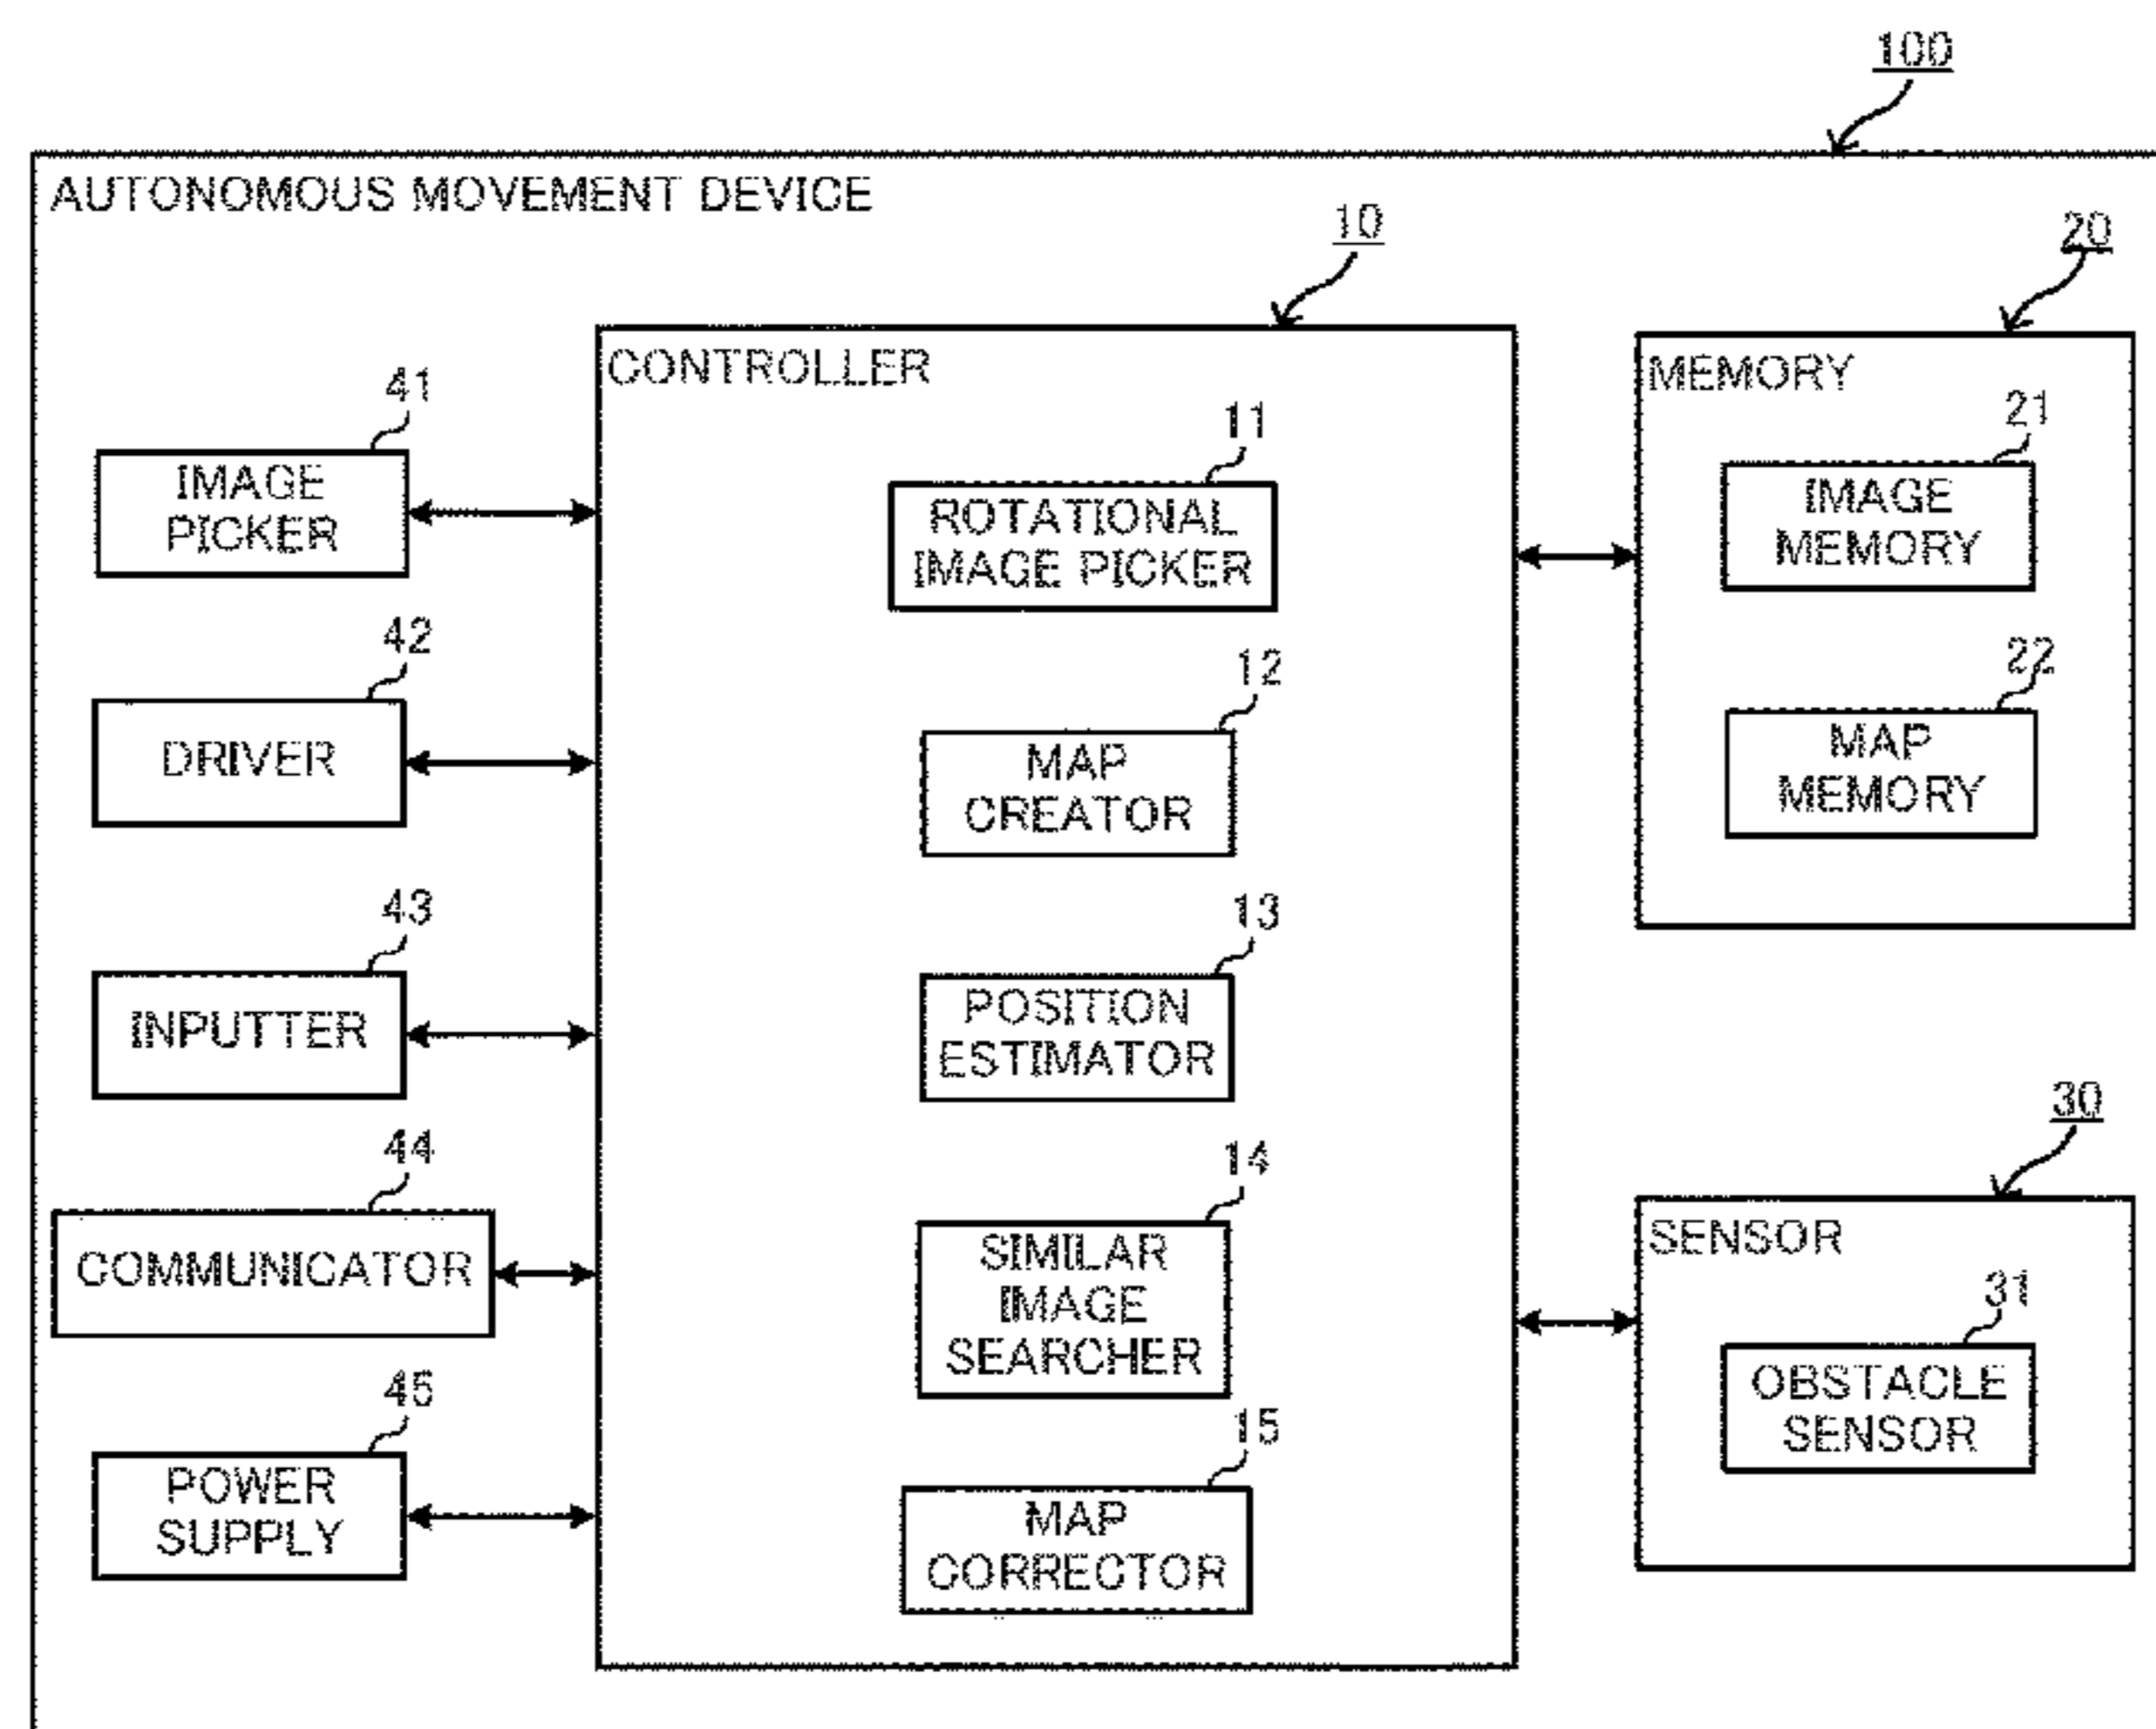 100
AUTONOMOUS MOVEMENT DEVICE
10
20
CONTROLLER
MEMORY
41
IMAGE
PICKER
11
ROTATIONAL
IMAGE PICKER
21
IMAGE
MEMORY
42
DRIVER
12
MAP
CREATOR
22
MAP
MEMORY
43
INPUTTER
13
POSITION
ESTIMATOR
30
SENSOR
44
COMMUNICATOR
14
SIMILAR
IMAGE
SEARCHER
31
OBSTACLE
SENSOR
45
POWER
SUPPLY
15
MAP
CORRECTOR